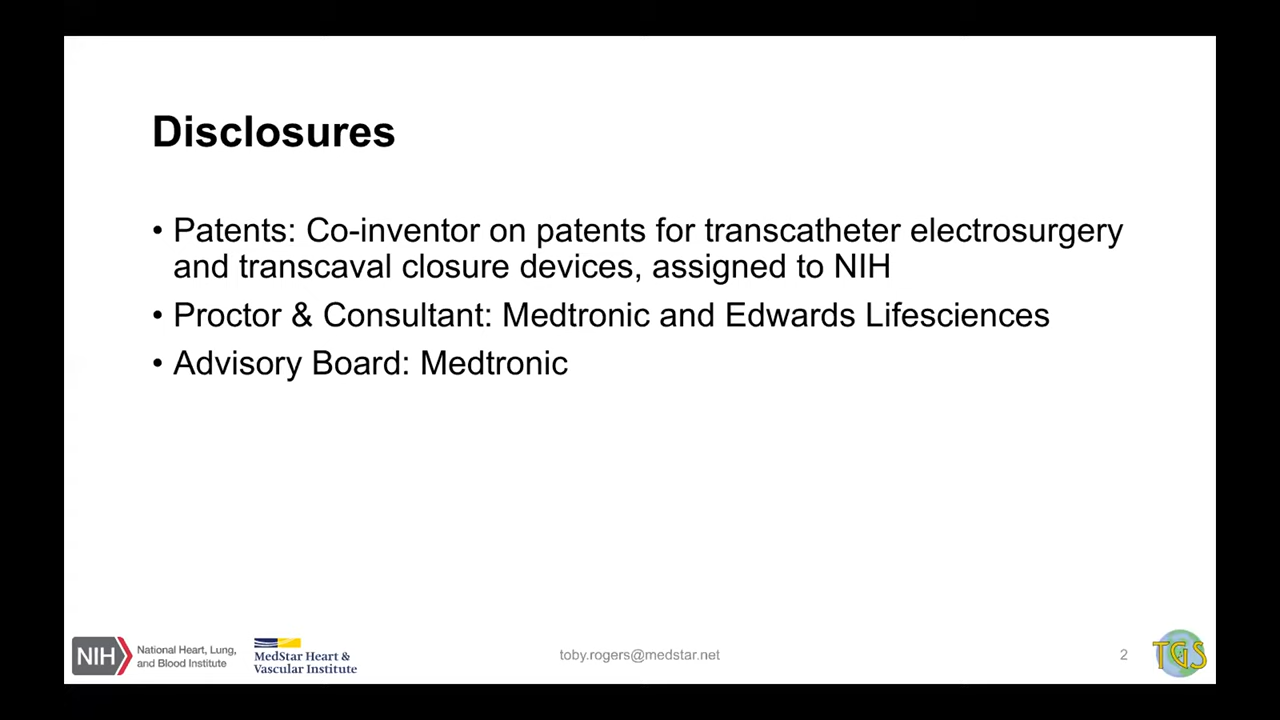 Disclosures
• Patents: Co-inventor on patents for transcatheter electrosurgery
and transcaval closure devices, assigned to NIH
• Proctor & Consultant: Medtronic and Edwards Lifesciences
• Advisory Board: Medtronic
NIH
National Heart, Lung,
and Blood Institute
MedStar Heart &
Vascular Institute
toby.rogers@medstar.net
2
TGS